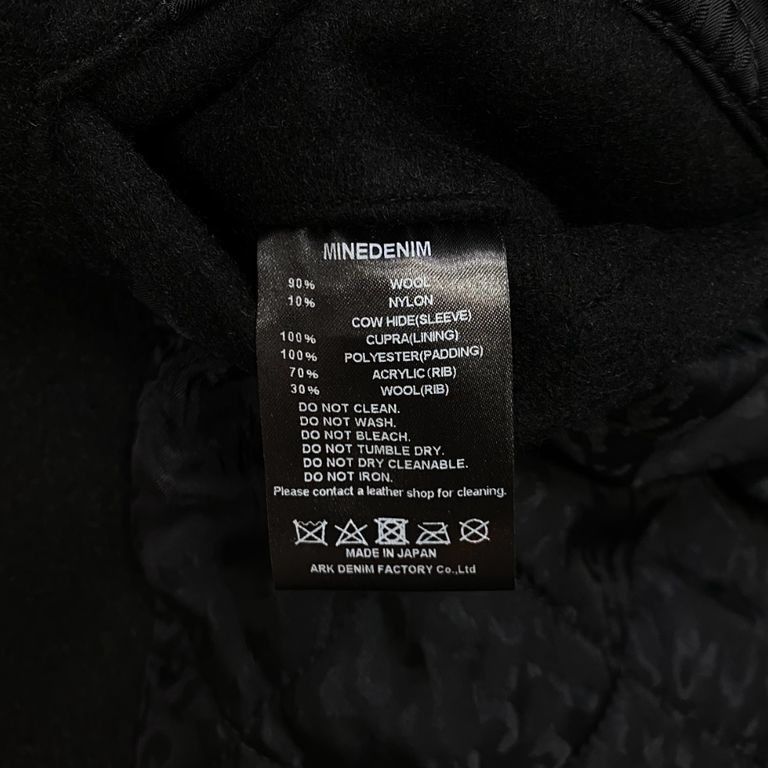 MINEDENIM
90% WOOL
10% NYLON
COW HIDE(SLEEVE)
100% CUPRA(LINING)
100% POLYESTER(PADDING)
70% ACRYLIC(RIB)
30% WOOL(RIB)
DO NOT CLEAN.
DO NOT WASH.
DO NOT BLEACH.
DO NOT TUMBLE DRY.
DO NOT DRY CLEANABLE.
DO NOT IRON.
Please contact a leather shop for cleaning.
MADE IN JAPAN
ARK DENIM FACTORY Co.,Ltd